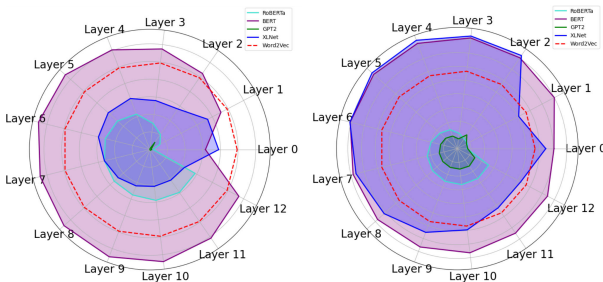 Layer 0
Layer 1
Layer 2
Layer 3
Layer 4
Layer 5
Layer 6
Layer 7
Layer 8
Layer 9
Layer 10
Layer 11
Layer 12
RoBERTa
BERT
GPT2
XLNet
Word2Vec
Layer 0
Layer 1
Layer 2
Layer 3
Layer 4
Layer 5
Layer 6
Layer 7
Layer 8
Layer 9
Layer 10
Layer 11
Layer 12
RoBERTa
BERT
GPT2
XLNet
Word2Vec